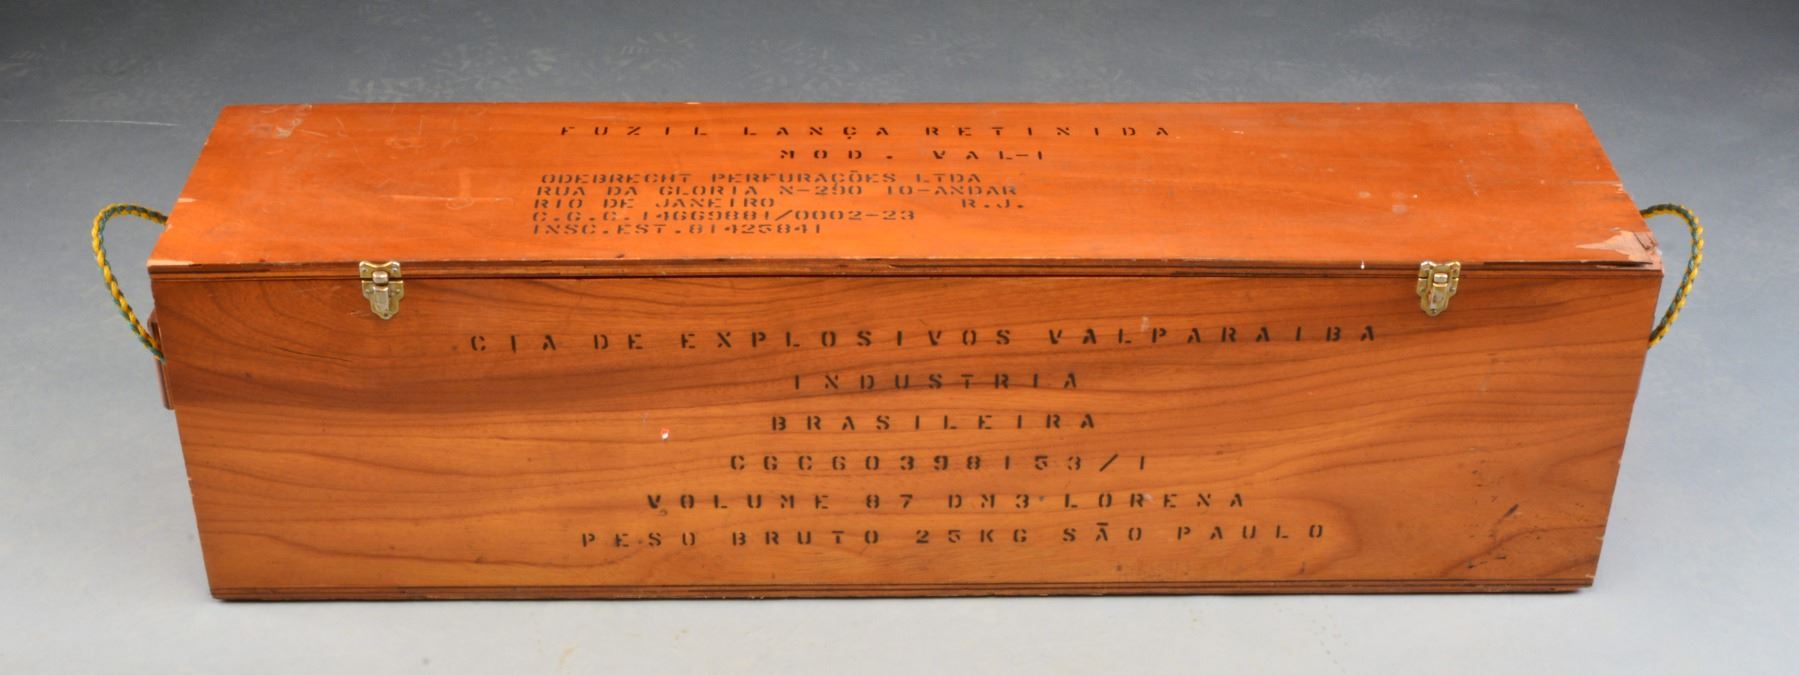 FUZIL LANÇA RETINIDA
MOD. VAL-1
ODEBRECHT PERFURAÇÕES LTDA
RUA DA GLORIA N-290 10-ANDAR
RIO DE JANEIRO R.J.
C.G.C.14669881/0002-23
INSC.EST.81425841
CIA DE EXPLOSIVOS VALPARAIBA
INDUSTRIA
BRASILEIRA
CGC60398153/1
VOLUME 87 DM3 LORENA
PESO BRUTO 25KG SÃO PAULO